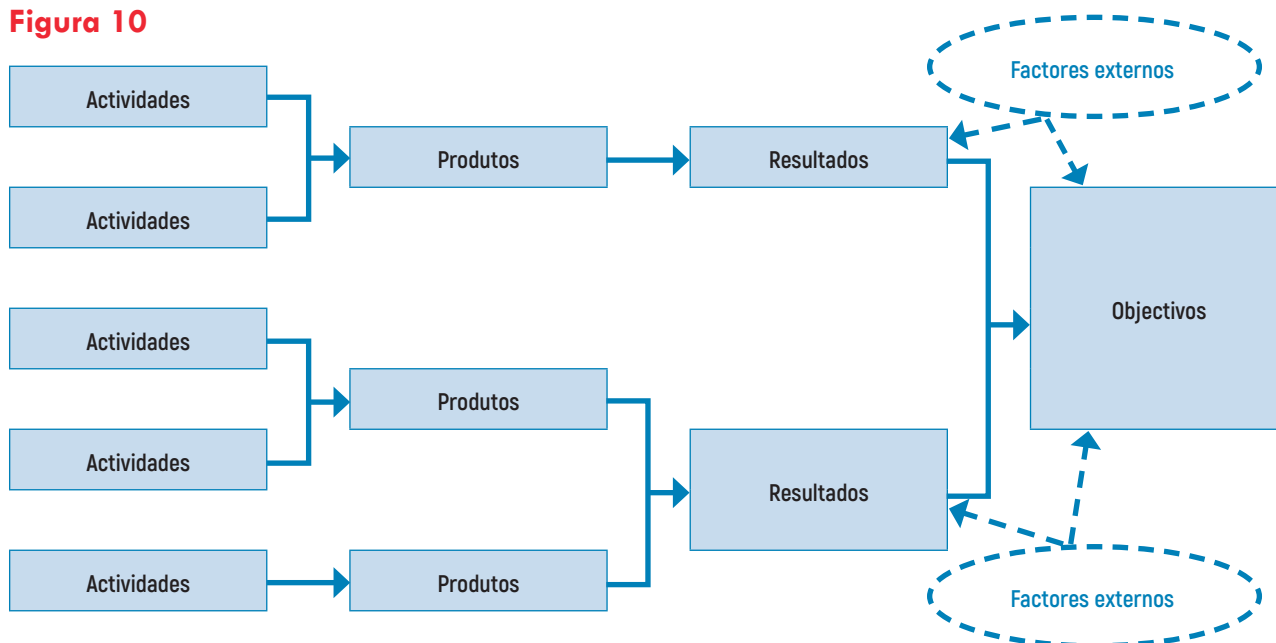 Figura 10
Factores externos
Actividades
Produtos
Resultados
Actividades
Objectivos
Actividades
Produtos
Actividades
Resultados
Actividades
Produtos
Factores externos